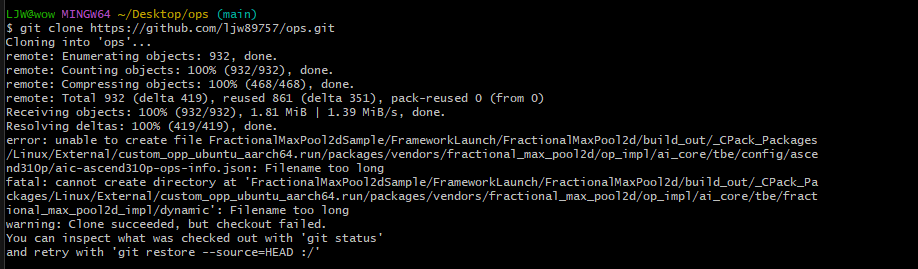 LJW@wow MINGW64 ~/Desktop/ops (main)
$ git clone https://github.com/ljw89757/ops.git
Cloning into 'ops'...
remote: Enumerating objects: 932, done.
remote: Counting objects: 100% (932/932), done.
remote: Compressing objects: 100% (468/468), done.
remote: Total 932 (delta 419), reused 861 (delta 351), pack-reused 0 (from 0)
Receiving objects: 100% (932/932), 1.81 MiB | 1.39 MiB/s, done.
Resolving deltas: 100% (419/419), done.
error: unable to create file FractionalMaxPool2dSample/FrameworkLaunch/FractionalMaxPool2d/build_out/_CPack_Packages
/Linux/External/custom_opp_ubuntu_aarch64.run/packages/vendors/fractional_max_pool2d/op_impl/ai_core/tbe/config/asce
nd310p/aic-ascend310p-ops-info.json: Filename too long
fatal: cannot create directory at 'FractionalMaxPool2dSample/FrameworkLaunch/FractionalMaxPool2d/build_out/_CPack_Pa
ckages/Linux/External/custom_opp_ubuntu_aarch64.run/packages/vendors/fractional_max_pool2d/op_impl/ai_core/tbe/fract
ional_max_pool2d_impl/dynamic': Filename too long
warning: Clone succeeded, but checkout failed.
You can inspect what was checked out with 'git status'
and retry with 'git restore --source=HEAD :/'